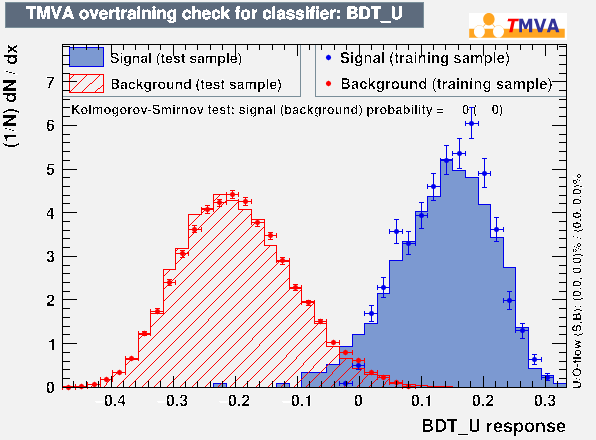 TMVA overtraining check for classifier: BDT_U
TMVA
Signal (test sample)
Background (test sample)
Signal (training sample)
Background (training sample)
Kolmogorov-Smirnov test: signal (background) probability = 0 ( 0)
(1/N) dN / dx
7
6
5
4
3
2
1
0
-0.4 -0.3 -0.2 -0.1 0 0.1 0.2 0.3
BDT_U response
U/O-flow (S,B): (0.0, 0.0)% / (0.0, 0.0)%